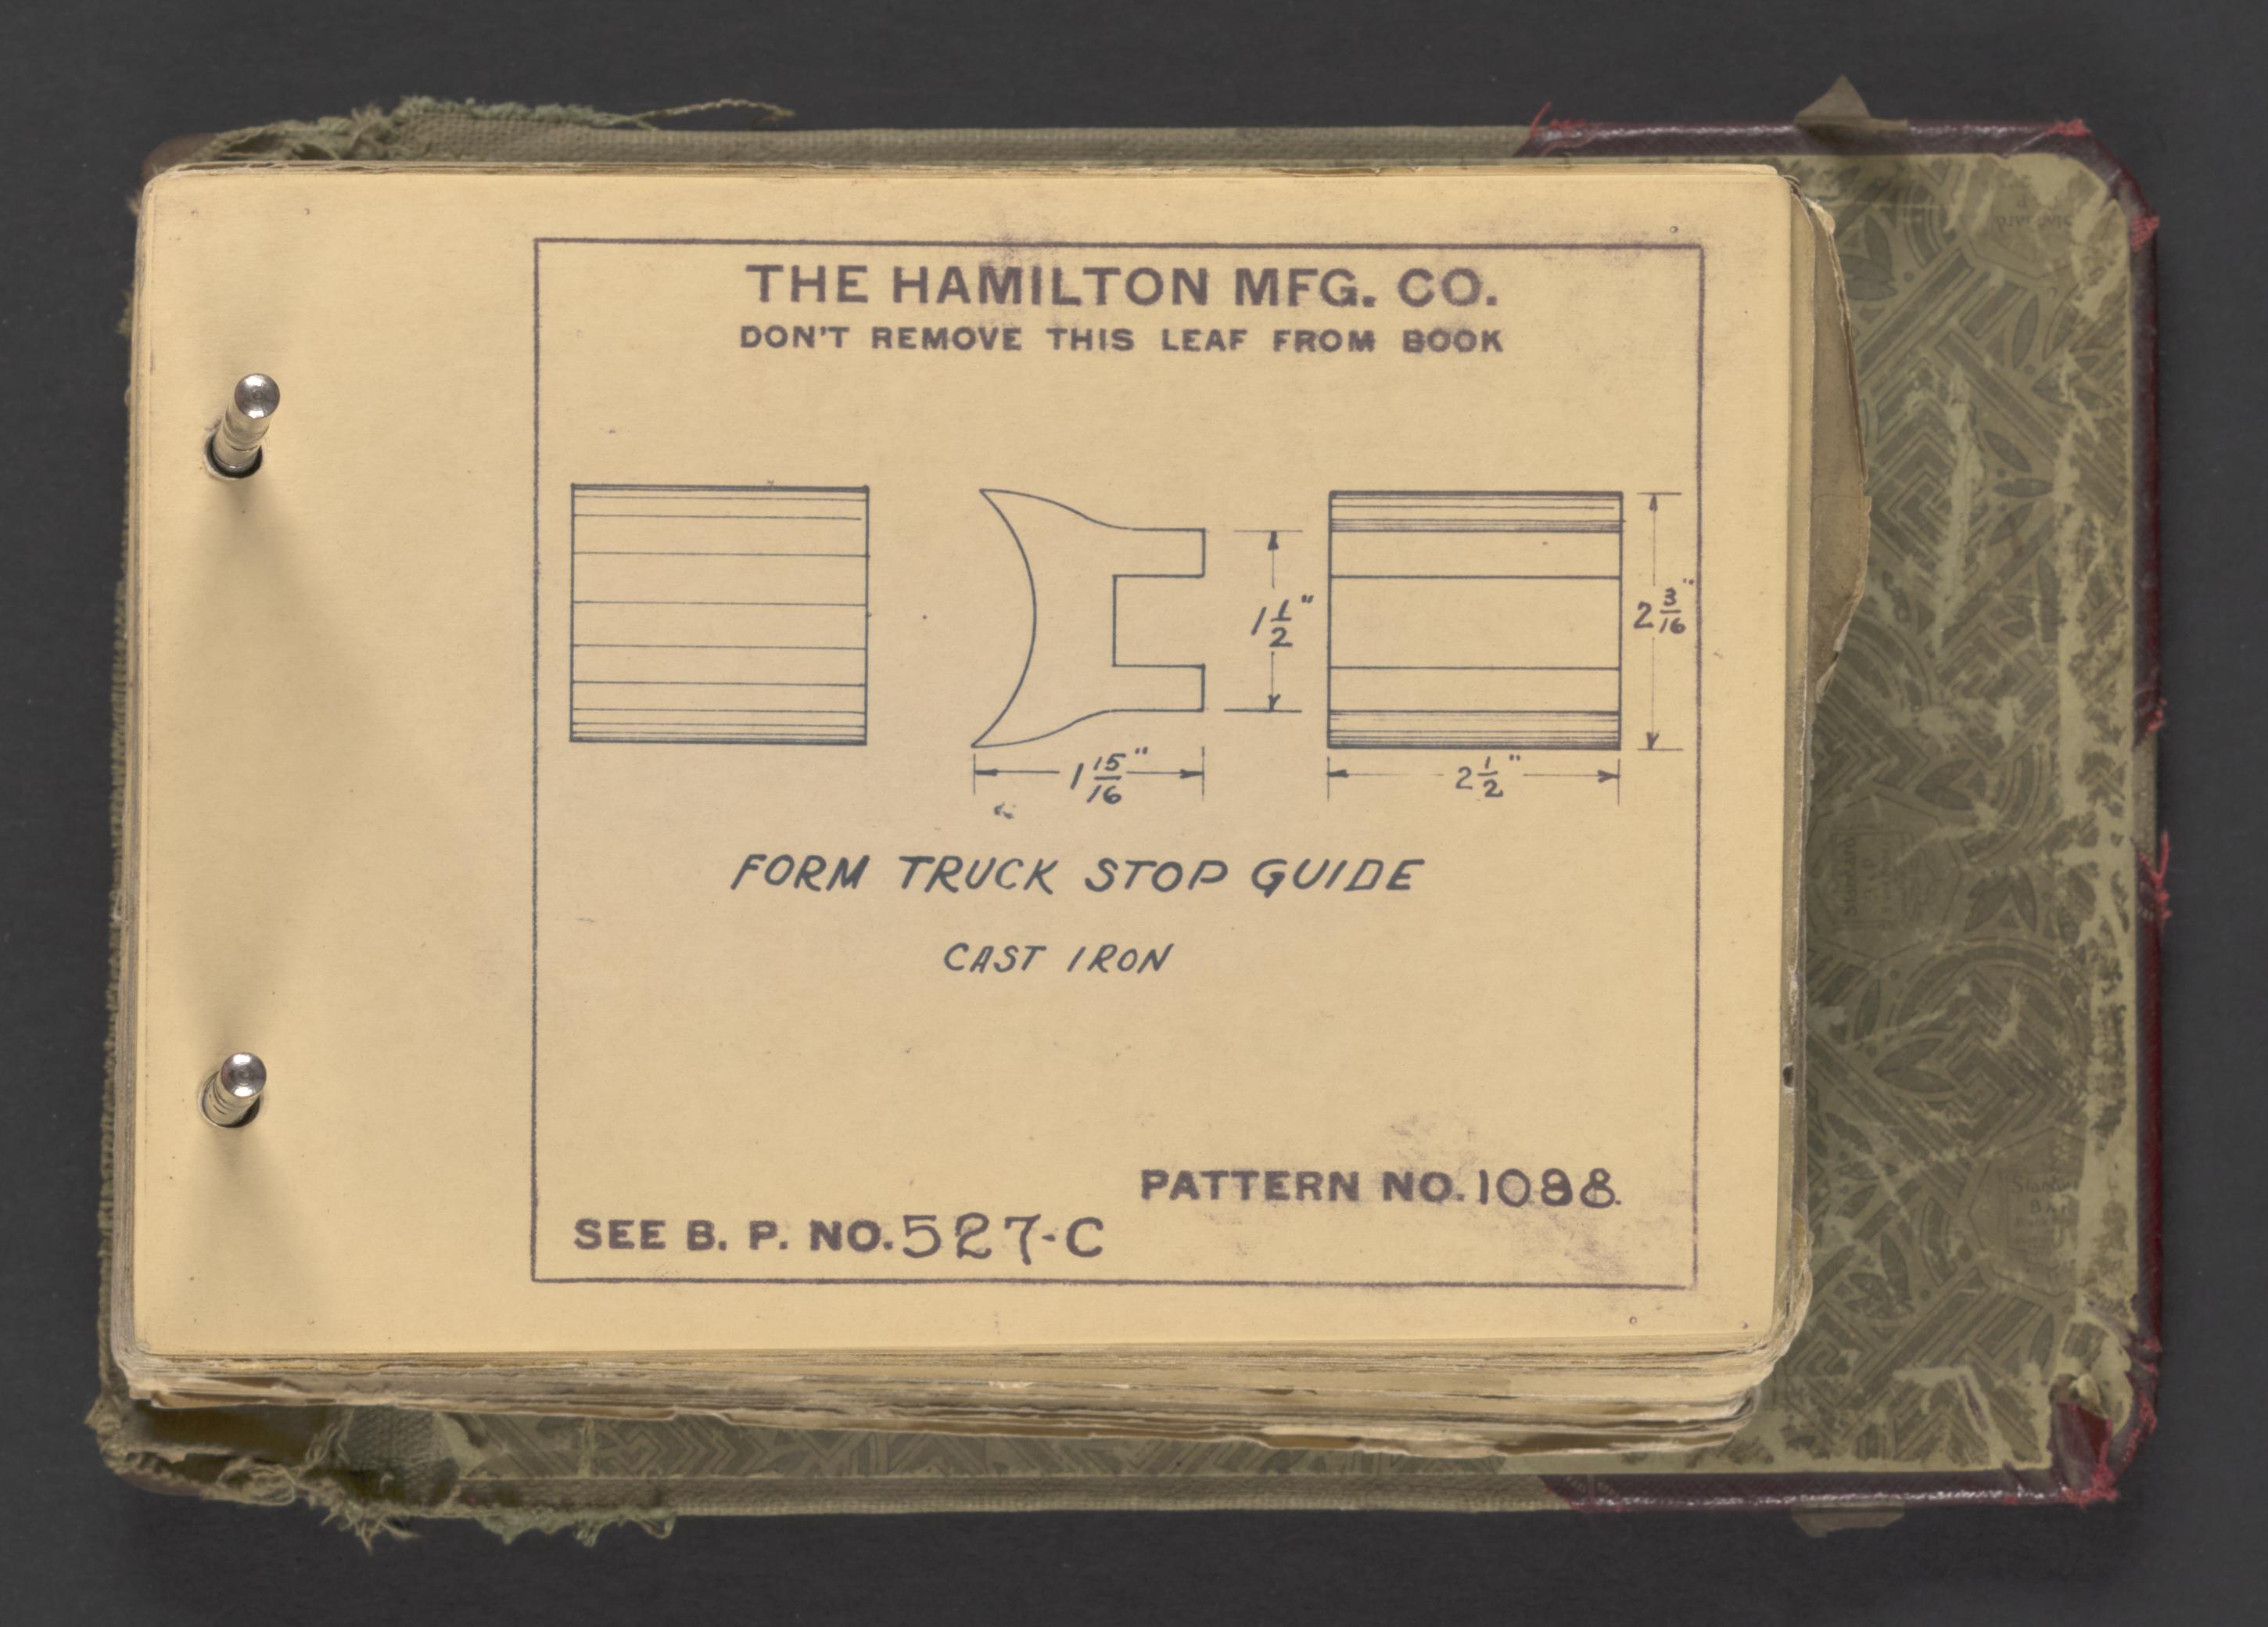 THE HAMILTON MFG. CO.
DON'T REMOVE THIS LEAF FROM BOOK
1 1/2"
2 3/16"
1 15/16"
2 1/2"
FORM TRUCK STOP GUIDE
CAST IRON
PATTERN NO. 1088.
SEE B. P. NO. 527-C